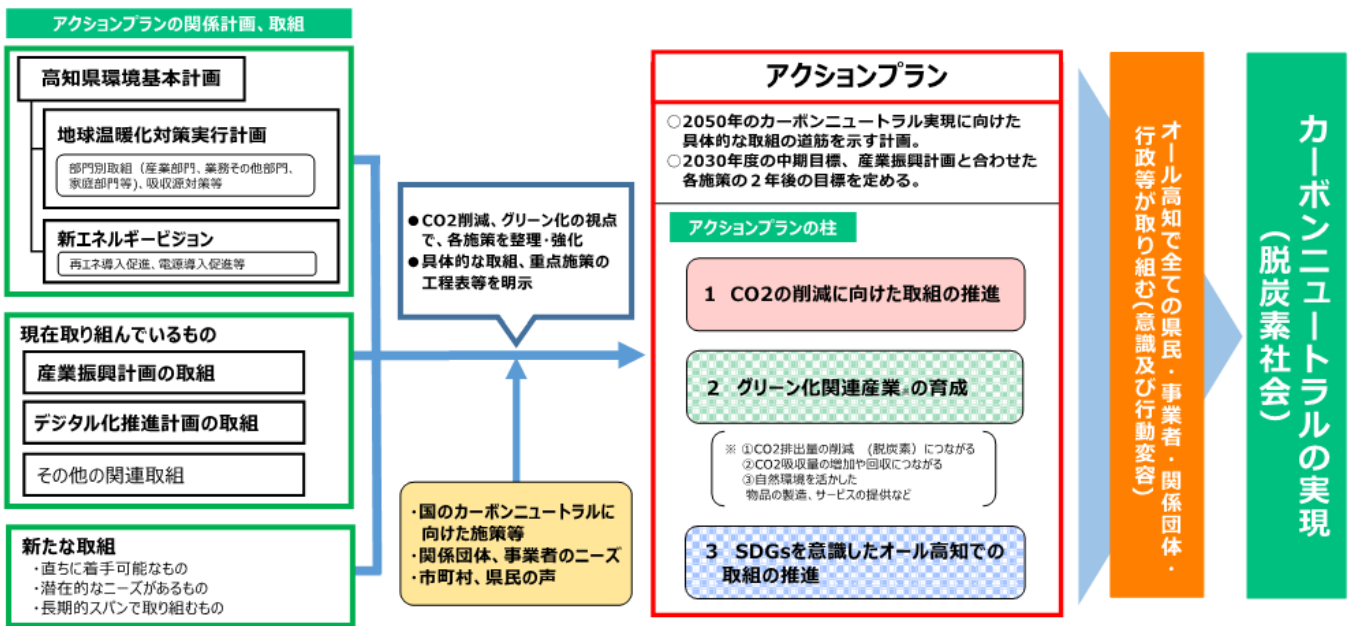 アクションプランの関係計画、取組
高知県環境基本計画
地球温暖化対策実行計画
部門別取組（産業部門、業務その他部門、
家庭部門等）、吸収源対策等
新エネルギービジョン
再エネ導入促進、電源導入促進等
現在取り組んでいるもの
産業振興計画の取組
デジタル化推進計画の取組
その他の関連取組
新たな取組
・直ちに着手可能なもの
・潜在的なニーズがあるもの
・長期的スパンで取り組むもの
●CO2削減、グリーン化の視点
で、各施策を整理・強化
●具体的な取組、重点施策の
工程表等を明示
・国のカーボンニュートラルに
向けた施策等
・関係団体、事業者のニーズ
・市町村、県民の声
アクションプラン
○2050年のカーボンニュートラル実現に向けた
具体的な取組の道筋を示す計画。
○2030年度の中期目標、産業振興計画と合わせた
各施策の２年後の目標を定める。
アクションプランの柱
1 CO2の削減に向けた取組の推進
2 グリーン化関連産業※の育成
※ ①CO2排出量の削減 （脱炭素）につながる
②CO2吸収量の増加や回収につながる
③自然環境を活かした
物品の製造、サービスの提供など
3 SDGsを意識したオール高知での
取組の推進
オール高知で全ての県民・事業者・関係団体・
行政等が取り組む（意識及び行動変容）
カーボンニュートラルの実現
（脱炭素社会）